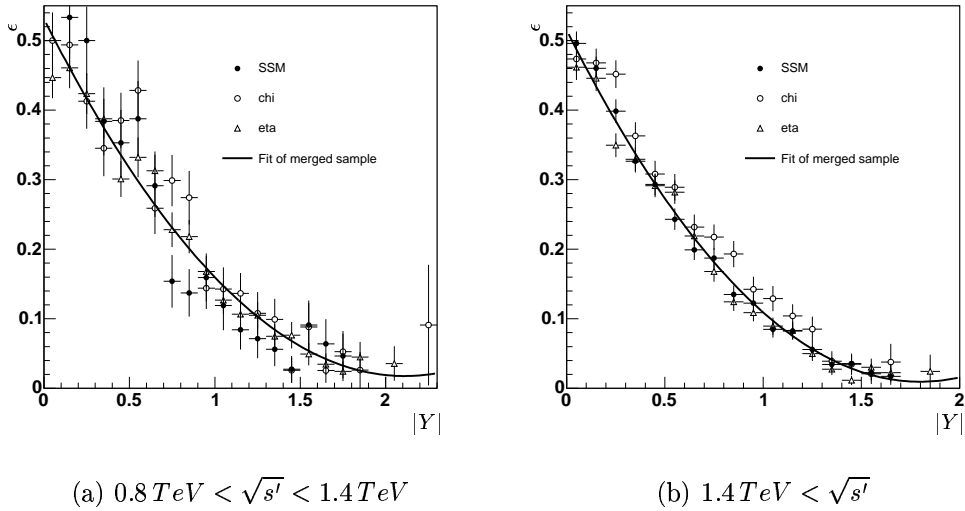 ϵ
0.5
0.4
0.3
0.2
0.1
0
0 0.5 1 1.5 2
|Y|
SSM
chi
eta
Fit of merged sample
(a) 0.8 TeV < √s′ < 1.4 TeV
ϵ
0.5
0.4
0.3
0.2
0.1
0
0 0.5 1 1.5 2
|Y|
SSM
chi
eta
Fit of merged sample
(b) 1.4 TeV < √s′